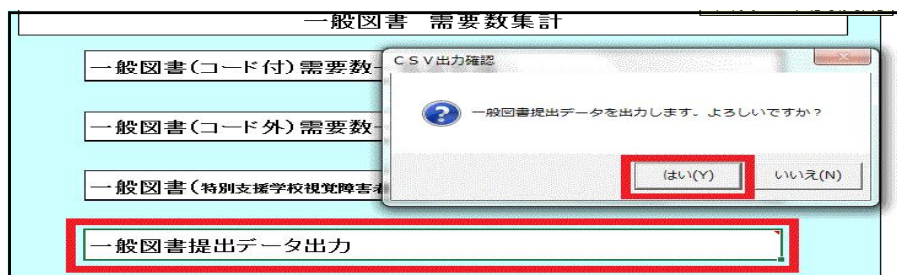 一般図書 需要数集計
一般図書(コード付)需要数
CSV出力確認
一般図書提出データを出力します。よろしいですか?
一般図書(コード外)需要数
はい(Y)
いいえ(N)
一般図書(特別支援学校視覚障害者
一般図書提出データ出力